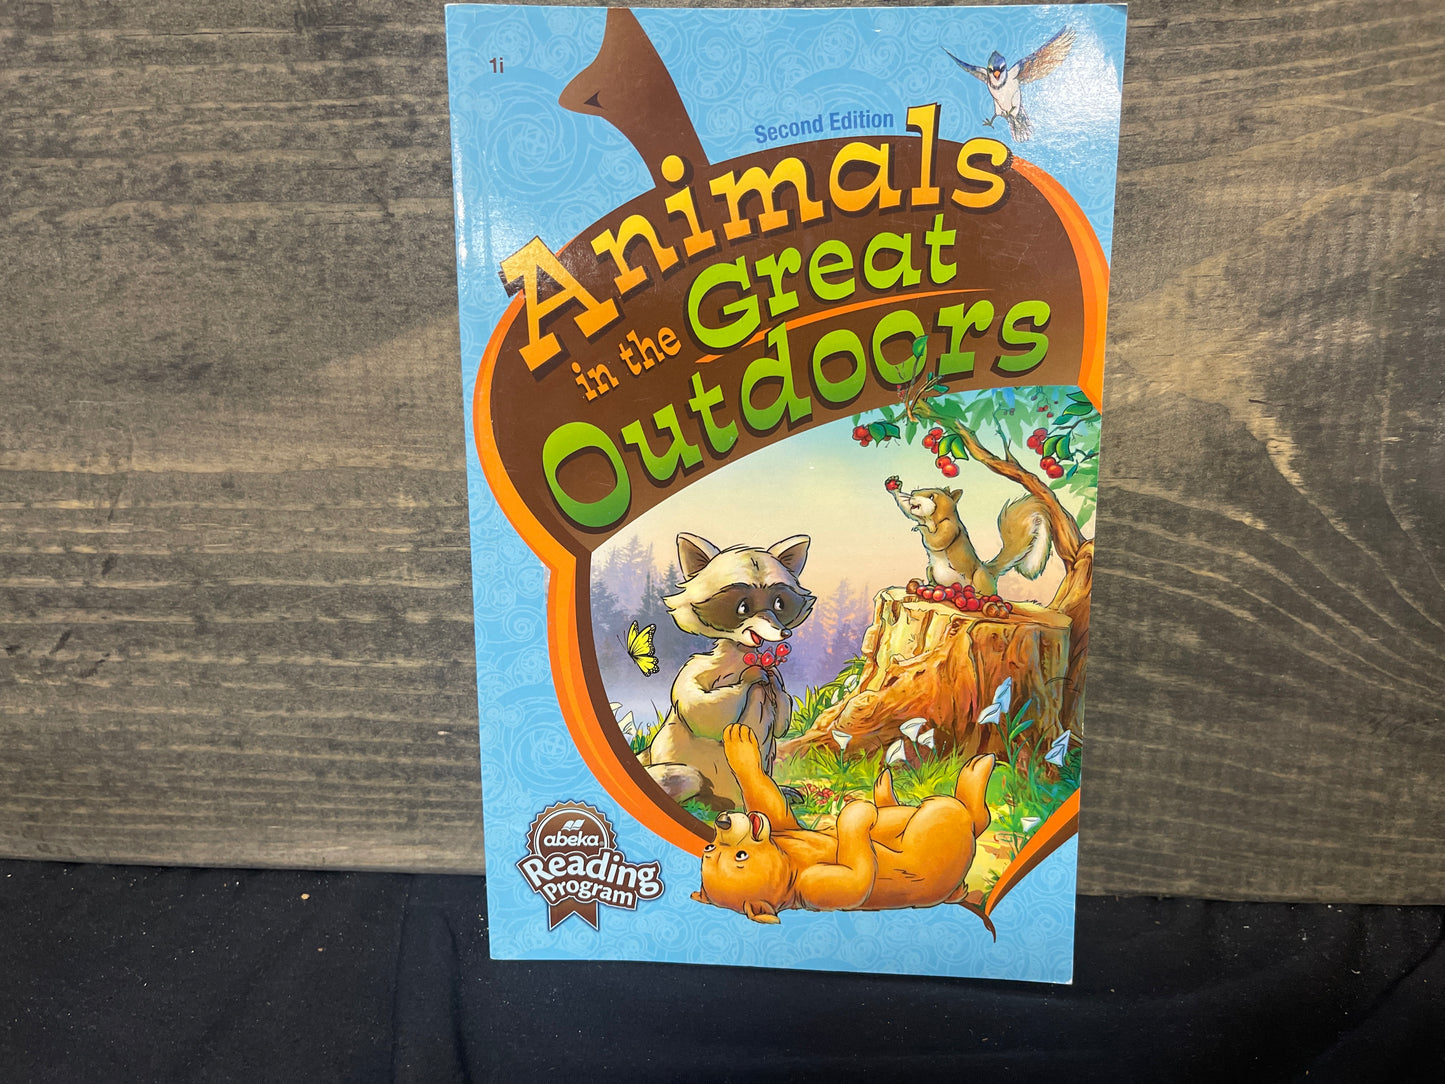 1i
Second Edition
Animals
in the Great
Outdoors
abeka
Reading
Program